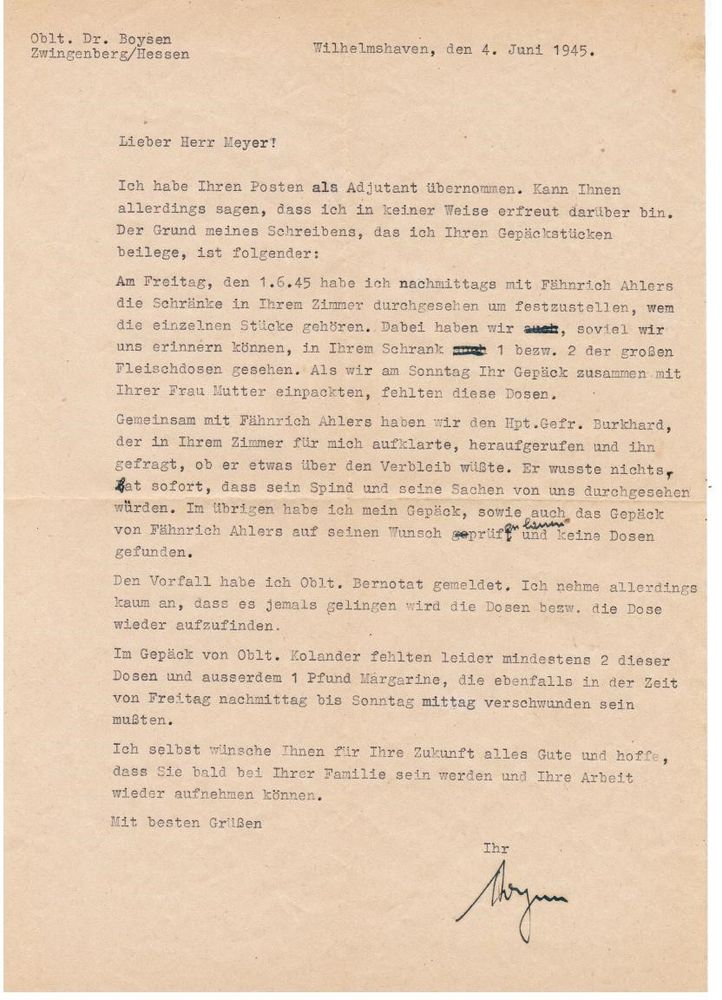 Oblt. Dr. Boysen
Zwingenberg/Hessen
Wilhelmshaven, den 4. Juni 1945.
Lieber Herr Meyer!
Ich habe Ihren Posten als Adjutant übernommen. Kann Ihnen
allerdings sagen, dass ich in keiner Weise erfreut darüber bin.
Der Grund meines Schreibens, das ich Ihren Gepäckstücken
beilege, ist folgender:
Am Freitag, den 1.6.45 habe ich nachmittags mit Fähnrich Ahlers
die Schränke in Ihrem Zimmer durchgesehen um festzustellen, wem
die einzelnen Stücke gehören. Dabei haben wir auch, soviel wir
uns erinnern können, in Ihrem Schrank 1 bezw. 2 der großen
Fleischdosen gesehen. Als wir am Sonntag Ihr Gepäck zusammen mit
Ihrer Frau Mutter einpackten, fehlten diese Dosen.
Gemeinsam mit Fähnrich Ahlers haben wir den Hpt.Gefr. Burkhard,
der in Ihrem Zimmer für mich aufklarte, heraufgerufen und ihn
gefragt, ob er etwas über den Verbleib wüßte. Er wusste nichts,
bat sofort, dass sein Spind und seine Sachen von uns durchgesehen
würden. Im übrigen habe ich mein Gepäck, sowie auch das Gepäck
von Fähnrich Ahlers auf seinen Wunsch geprüft und keine Dosen
gefunden.
Den Vorfall habe ich Oblt. Bernotat gemeldet. Ich nehme allerdings
kaum an, dass es jemals gelingen wird die Dosen bezw. die Dose
wieder aufzufinden.
Im Gepäck von Oblt. Kolander fehlten leider mindestens 2 dieser
Dosen und ausserdem 1 Pfund Margarine, die ebenfalls in der Zeit
von Freitag nachmittag bis Sonntag mittag verschwunden sein
mußten.
Ich selbst wünsche Ihnen für Ihre Zukunft alles Gute und hoffe,
dass Sie bald bei Ihrer Familie sein werden und Ihre Arbeit
wieder aufnehmen können.
Mit besten Grüßen
Ihr
Boysen